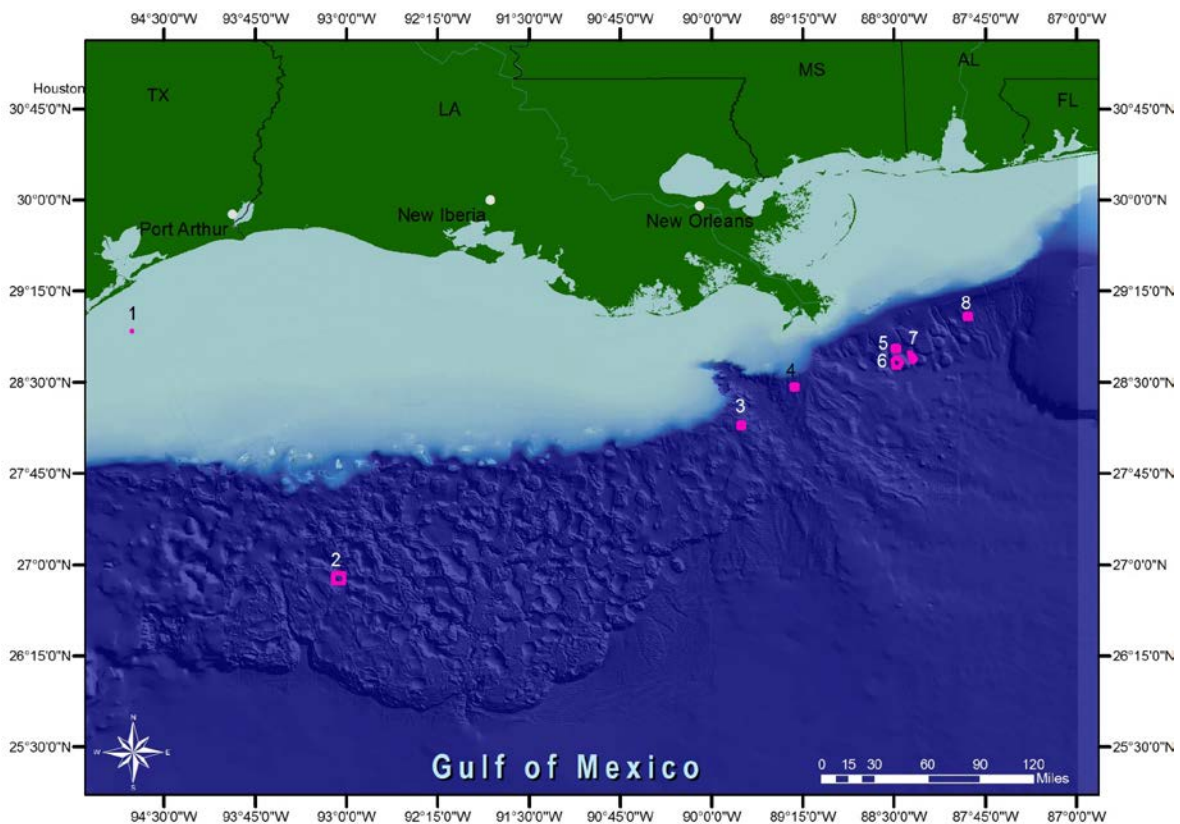 94°30'0"W 93°45'0"W 93°0'0"W 92°15'0"W 91°30'0"W 90°45'0"W 90°0'0"W 89°15'0"W 88°30'0"W 87°45'0"W 87°0'0"W
AL
MS
Houston
TX
LA
FL
30°45'0"N 30°45'0"N
30°0'0"N 30°0'0"N
New Iberia
New Orleans
Port Arthur
29°15'0"N 29°15'0"N
8
1
5 7
6
4
28°30'0"N 28°30'0"N
3
27°45'0"N 27°45'0"N
2
27°0'0"N 27°0'0"N
26°15'0"N 26°15'0"N
N
25°30'0"N 25°30'0"N
W E
S
Gulf of Mexico
0 15 30 60 90 120
Miles
94°30'0"W 93°45'0"W 93°0'0"W 92°15'0"W 91°30'0"W 90°45'0"W 90°0'0"W 89°15'0"W 88°30'0"W 87°45'0"W 87°0'0"W